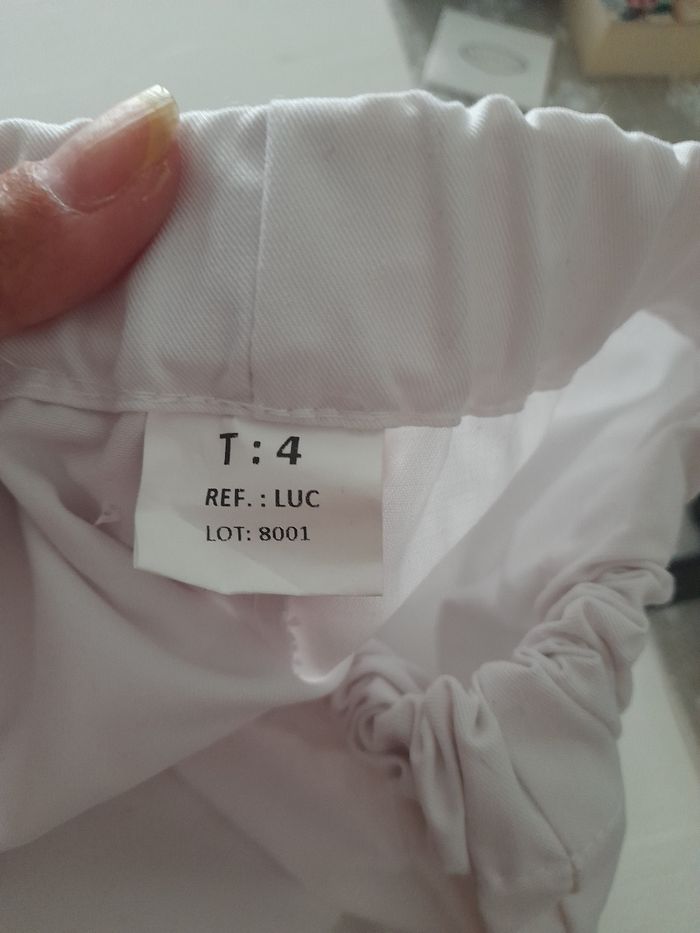 T : 4
REF. : LUC
LOT: 8001